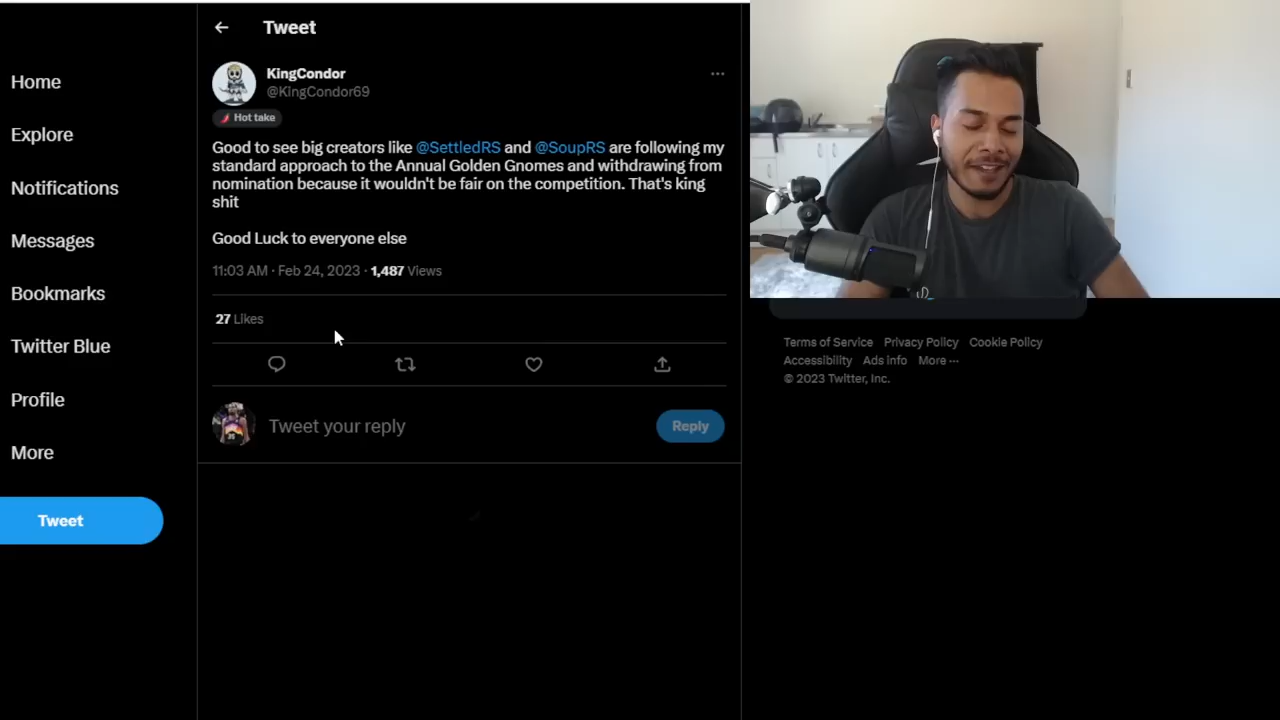 Tweet
Home
Explore
Notifications
Messages
Bookmarks
Twitter Blue
Profile
More
Tweet
KingCondor
@KingCondor69
Hot take
Good to see big creators like @SettledRS and @SoupRS are following my
standard approach to the Annual Golden Gnomes and withdrawing from
nomination because it wouldn't be fair on the competition. That's king
shit
Good Luck to everyone else
11:03 AM · Feb 24, 2023 · 1,487 Views
27 Likes
Tweet your reply
Reply
Terms of Service Privacy Policy Cookie Policy
Accessibility Ads info More ···
© 2023 Twitter, Inc.